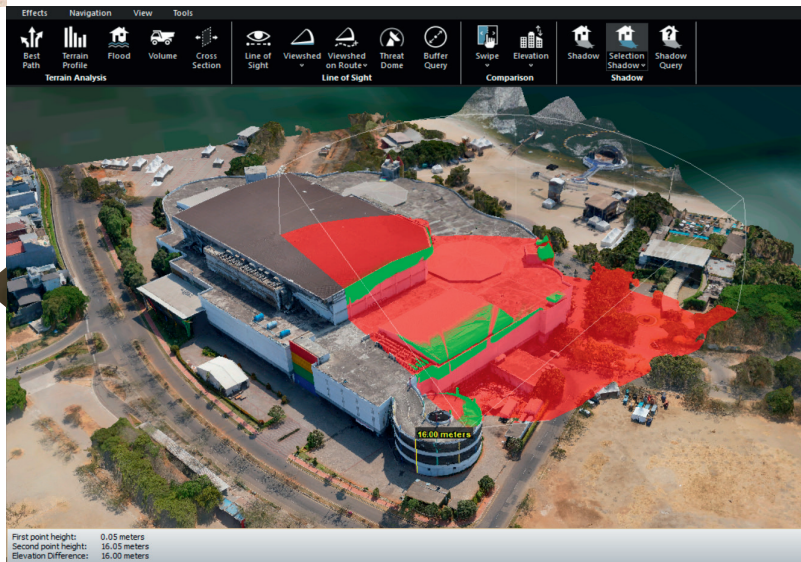 Effects Navigation View Tools
Best Path
Terrain Profile
Flood
Volume
Cross Section
Line of Sight
Viewshed
Viewshed on Route
Threat Dome
Buffer Query
Swipe
Elevation
Shadow
Selection Shadow
Shadow Query
Terrain Analysis
Line of Sight
Comparison
Shadow
16.00 meters
First point height: 0.05 meters
Second point height: 16.05 meters
Elevation Difference: 16.00 meters